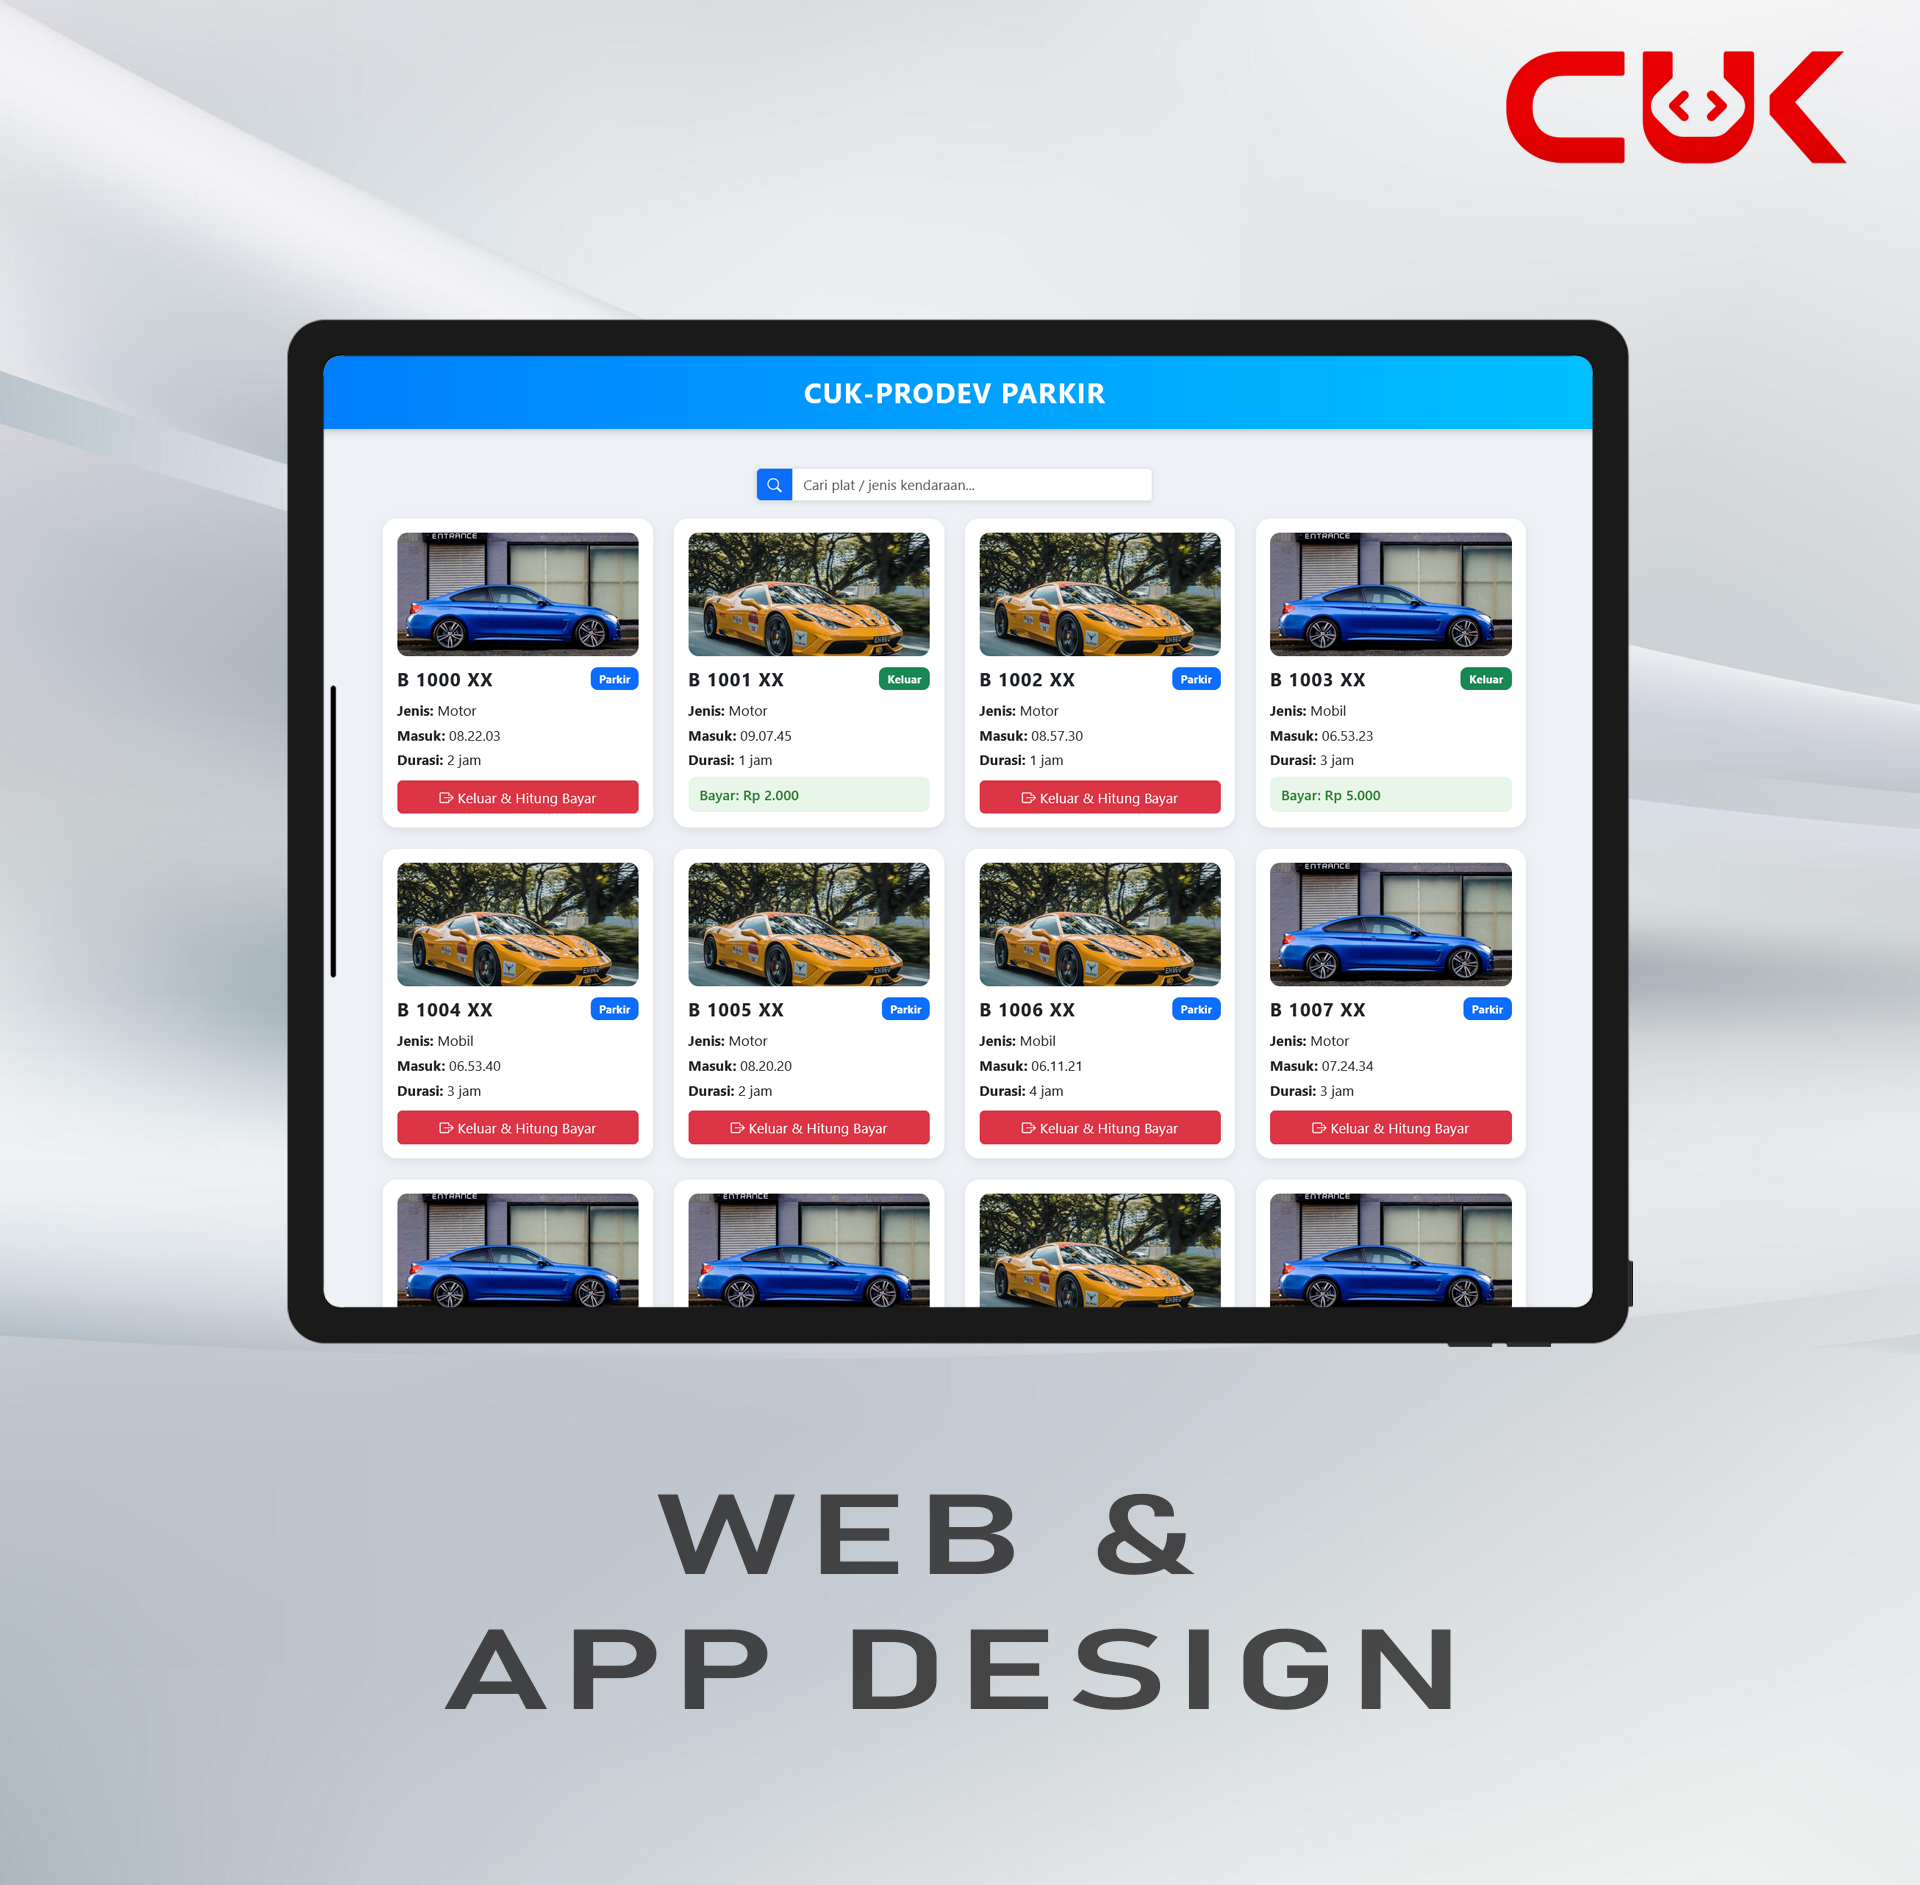 CUK
CUK-PRODEV PARKIR
Cari plat / jenis kendaraan...
ENTRANCE
ENTRANCE
B 1000 XX Parkir
Jenis: Motor
Masuk: 08.22.03
Durasi: 2 jam
Keluar & Hitung Bayar
B 1001 XX Keluar
Jenis: Motor
Masuk: 09.07.45
Durasi: 1 jam
Bayar: Rp 2.000
B 1002 XX Parkir
Jenis: Motor
Masuk: 08.57.30
Durasi: 1 jam
Keluar & Hitung Bayar
B 1003 XX Keluar
Jenis: Mobil
Masuk: 06.53.23
Durasi: 3 jam
Bayar: Rp 5.000
ENTRANCE
B 1004 XX Parkir
Jenis: Mobil
Masuk: 06.53.40
Durasi: 3 jam
Keluar & Hitung Bayar
B 1005 XX Parkir
Jenis: Motor
Masuk: 08.20.20
Durasi: 2 jam
Keluar & Hitung Bayar
B 1006 XX Parkir
Jenis: Mobil
Masuk: 06.11.21
Durasi: 4 jam
Keluar & Hitung Bayar
B 1007 XX Parkir
Jenis: Motor
Masuk: 07.24.34
Durasi: 3 jam
Keluar & Hitung Bayar
ENTRANCE
ENTRANCE
ENTRANCE
WEB &
APP DESIGN